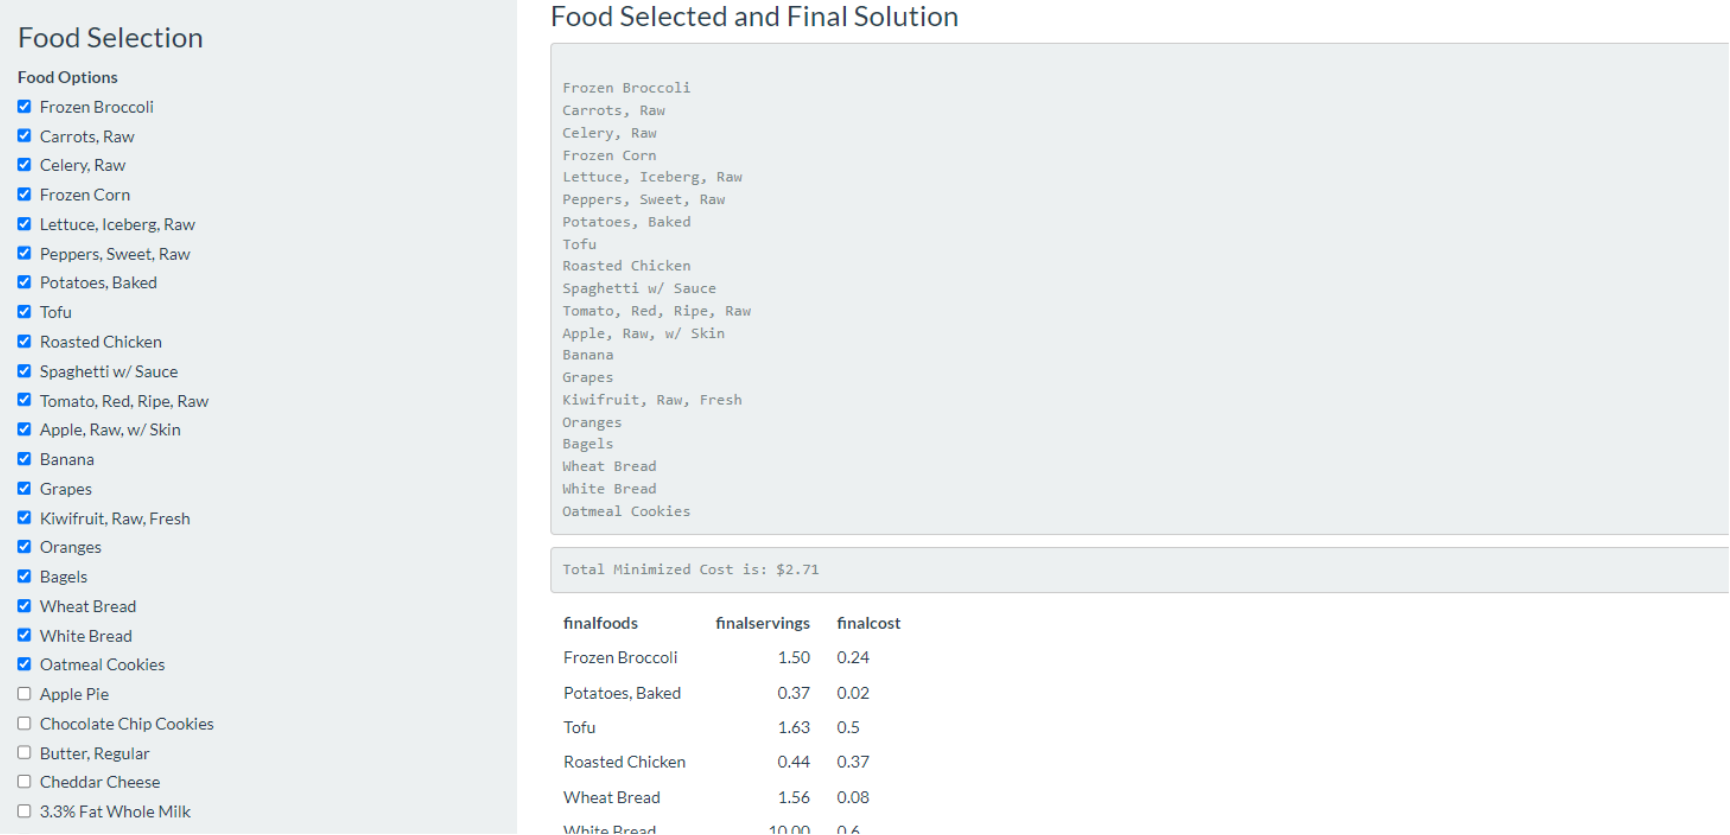 Food Selection
Food Options
Frozen Broccoli
Carrots, Raw
Celery, Raw
Frozen Corn
Lettuce, Iceberg, Raw
Peppers, Sweet, Raw
Potatoes, Baked
Tofu
Roasted Chicken
Spaghetti w/ Sauce
Tomato, Red, Ripe, Raw
Apple, Raw, w/ Skin
Banana
Grapes
Kiwifruit, Raw, Fresh
Oranges
Bagels
Wheat Bread
White Bread
Oatmeal Cookies
Apple Pie
Chocolate Chip Cookies
Butter, Regular
Cheddar Cheese
3.3% Fat Whole Milk
Food Selected and Final Solution
Frozen Broccoli
Carrots, Raw
Celery, Raw
Frozen Corn
Lettuce, Iceberg, Raw
Peppers, Sweet, Raw
Potatoes, Baked
Tofu
Roasted Chicken
Spaghetti w/ Sauce
Tomato, Red, Ripe, Raw
Apple, Raw, w/ Skin
Banana
Grapes
Kiwifruit, Raw, Fresh
Oranges
Bagels
Wheat Bread
White Bread
Oatmeal Cookies
Total Minimized Cost is: $2.71
finalfoods finalservings finalcost
Frozen Broccoli 1.50 0.24
Potatoes, Baked 0.37 0.02
Tofu 1.63 0.5
Roasted Chicken 0.44 0.37
Wheat Bread 1.56 0.08
White Bread 10.00 0.6